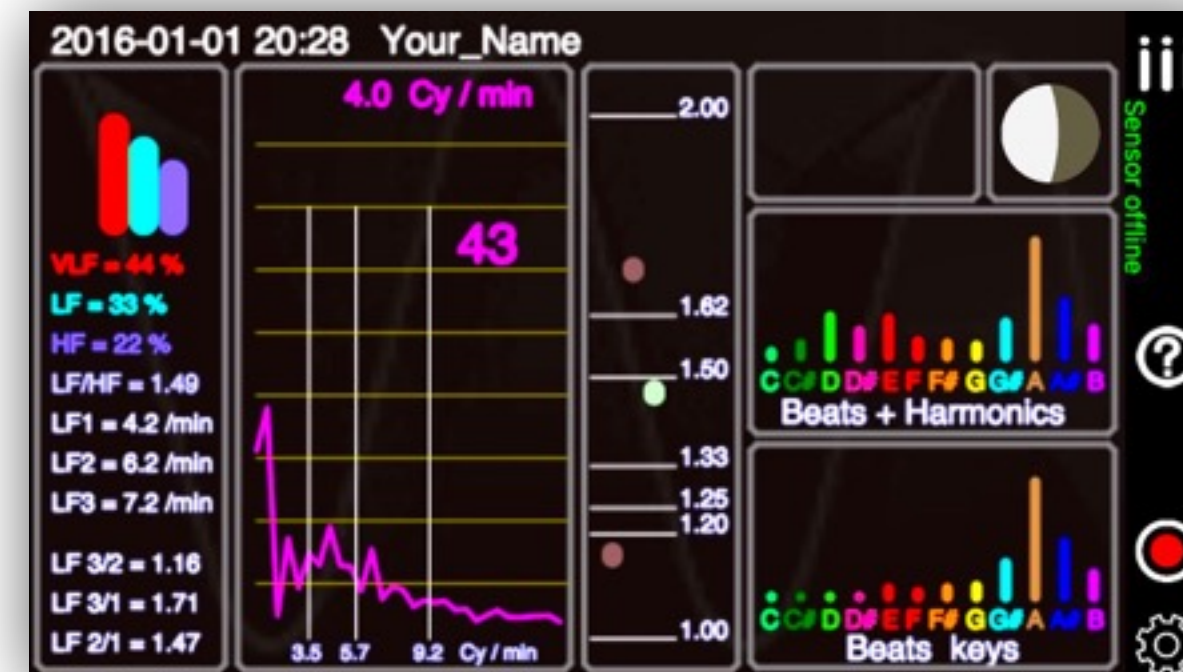 2016-01-01 20:28 Your_Name
VLF = 44 %
LF = 33 %
HF = 22 %
LF/HF = 1.49
LF1 = 4.2 /min
LF2 = 6.2 /min
LF3 = 7.2 /min
LF 3/2 = 1.16
LF 3/1 = 1.71
LF 2/1 = 1.47
4.0 Cy / min
43
3.5 5.7 9.2 Cy / min
2.00
1.62
1.50
1.33
1.25
1.20
1.00
C C# D D# E F F# G G# A A# B
Beats + Harmonics
C C# D D# E F F# G G# A A# B
Beats keys
ii
Sensor offline
?